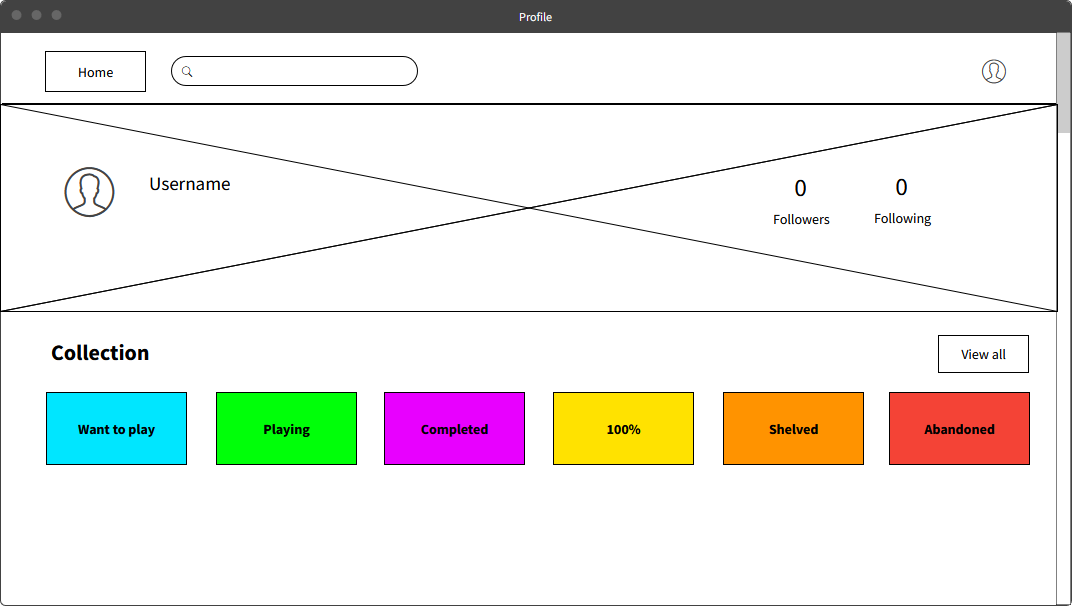 Profile
Home
Username
0
0
Followers
Following
Collection
View all
Want to play
Playing
Completed
100%
Shelved
Abandoned